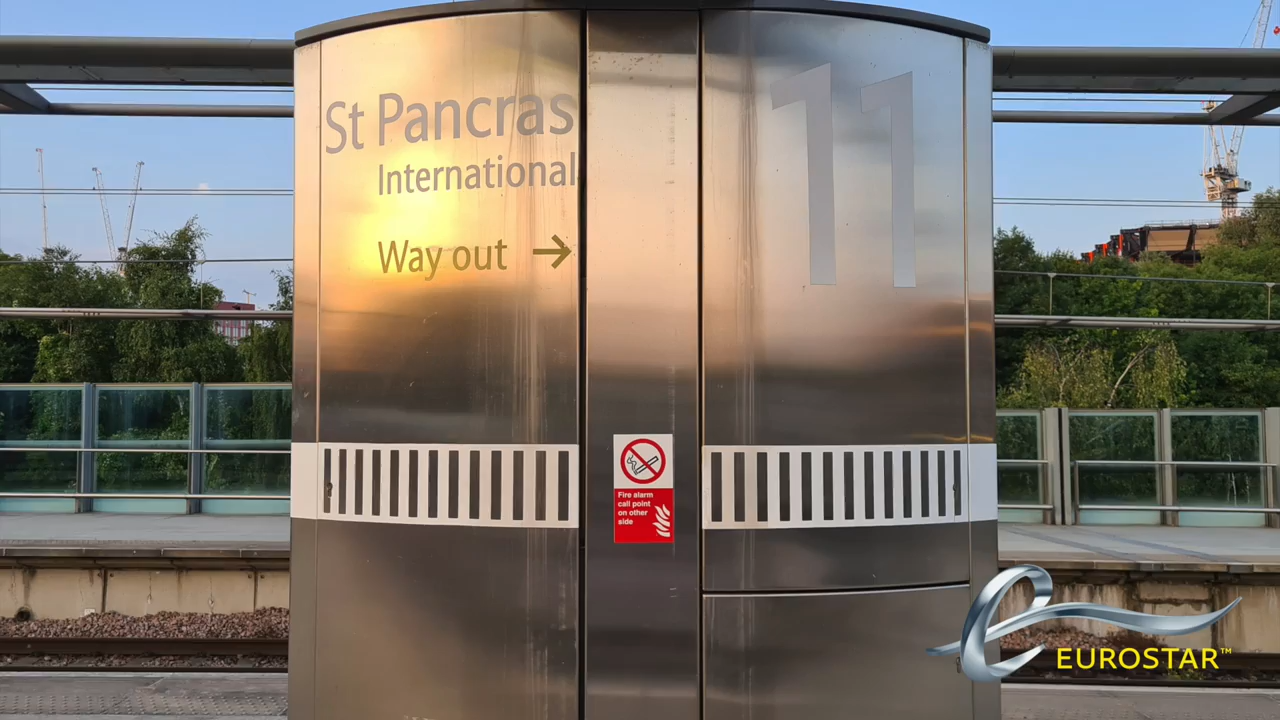 St Pancras
International
Way out →
11
Fire alarm
call point
on other
side
EUROSTAR™